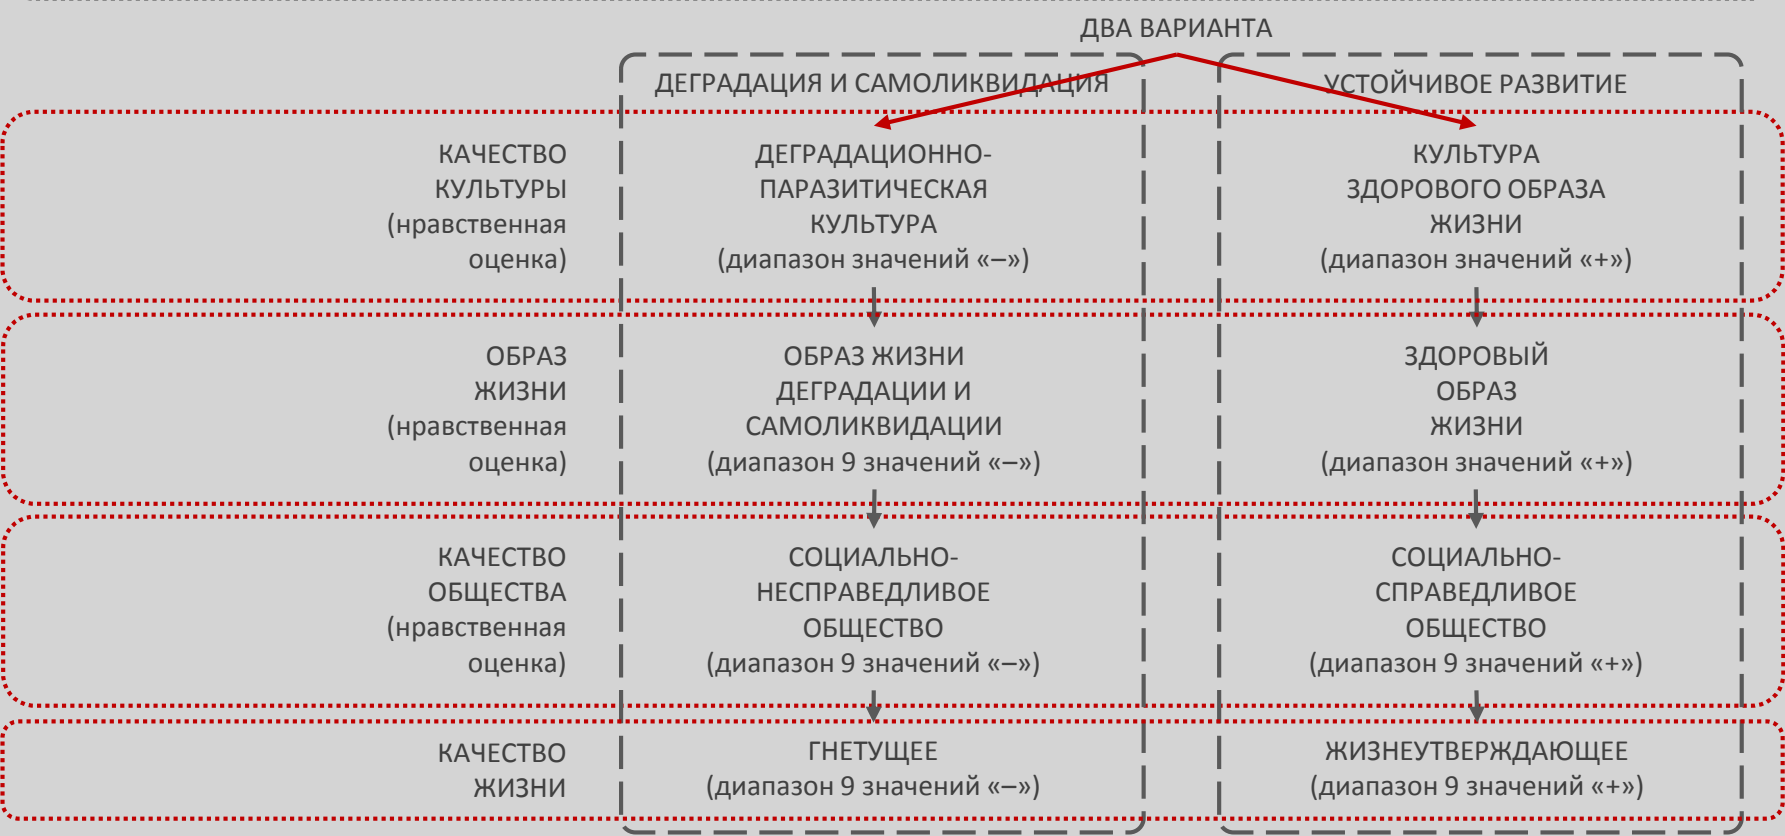 ДВА ВАРИАНТА
ДЕГРАДАЦИЯ И САМОЛИКВИДАЦИЯ
УСТОЙЧИВОЕ РАЗВИТИЕ
КАЧЕСТВО
КУЛЬТУРЫ
(нравственная
оценка)
ДЕГРАДАЦИОННО-
ПАРАЗИТИЧЕСКАЯ
КУЛЬТУРА
(диапазон значений «–»)
КУЛЬТУРА
ЗДОРОВОГО ОБРАЗА
ЖИЗНИ
(диапазон значений «+»)
ОБРАЗ
ЖИЗНИ
(нравственная
оценка)
ОБРАЗ ЖИЗНИ
ДЕГРАДАЦИИ И
САМОЛИКВИДАЦИИ
(диапазон 9 значений «–»)
ЗДОРОВЫЙ
ОБРАЗ
ЖИЗНИ
(диапазон значений «+»)
КАЧЕСТВО
ОБЩЕСТВА
(нравственная
оценка)
СОЦИАЛЬНО-
НЕСПРАВЕДЛИВОЕ
ОБЩЕСТВО
(диапазон 9 значений «–»)
СОЦИАЛЬНО-
СПРАВЕДЛИВОЕ
ОБЩЕСТВО
(диапазон 9 значений «+»)
КАЧЕСТВО
ЖИЗНИ
ГНЕТУЩЕЕ
(диапазон 9 значений «–»)
ЖИЗНЕУТВЕРЖДАЮЩЕЕ
(диапазон 9 значений «+»)